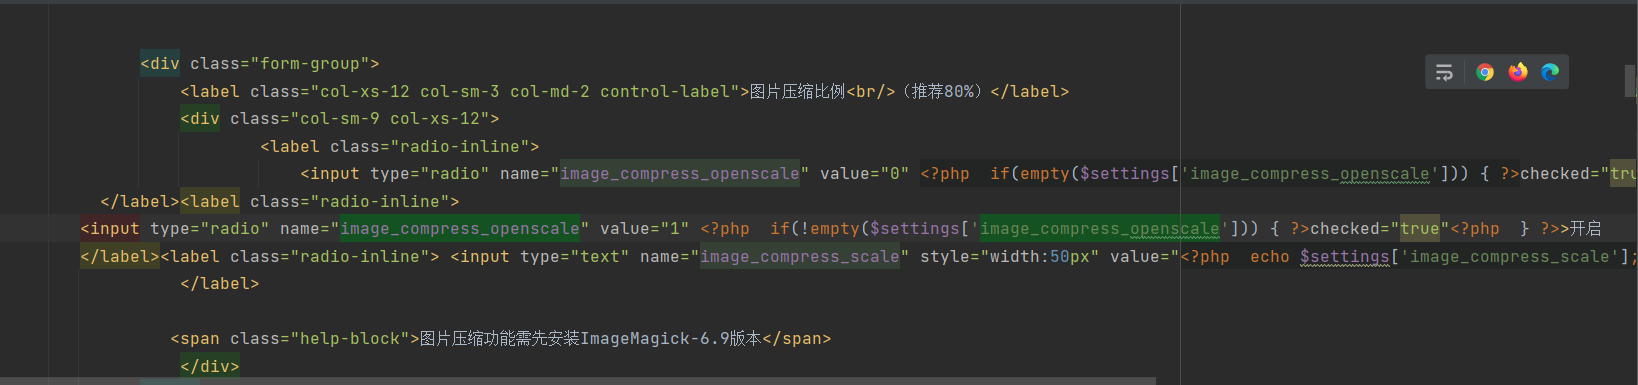 <div class="form-group">
<label class="col-xs-12 col-sm-3 col-md-2 control-label">图片压缩比例<br/>（推荐80%）</label>
<div class="col-sm-9 col-xs-12">
<label class="radio-inline">
<input type="radio" name="image_compress_openscale" value="0" <?php  if(empty($settings['image_compress_openscale'])) { ?>checked="tru
</label><label class="radio-inline">
<input type="radio" name="image_compress_openscale" value="1" <?php  if(!empty($settings['image_compress_openscale'])) { ?>checked="true"<?php  } ?>>开启
</label><label class="radio-inline"> <input type="text" name="image_compress_scale" style="width:50px" value="<?php  echo $settings['image_compress_scale'];
</label>
<span class="help-block">图片压缩功能需先安装ImageMagick-6.9版本</span>
</div>